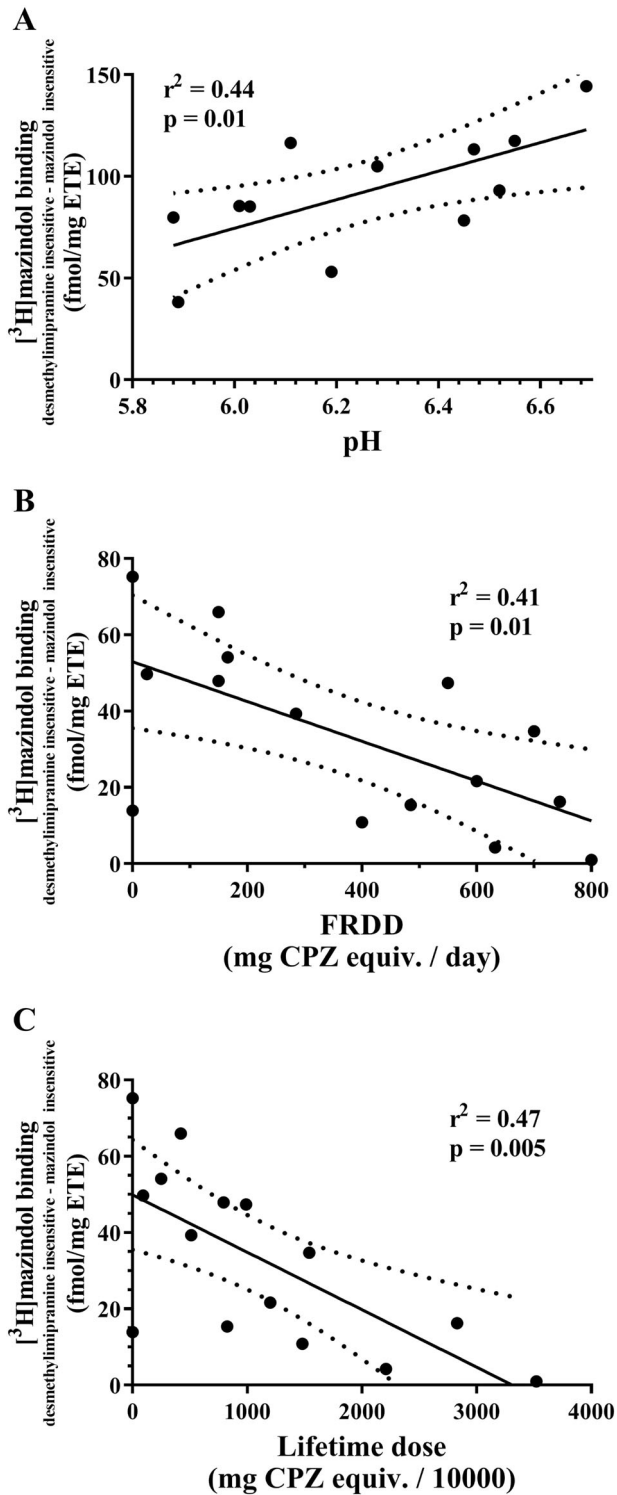 A
[³H]mazindol binding
desmethylimipramine insensitive - mazindol insensitive
(fmol/mg ETE)
150
100
50
0
r² = 0.44
p = 0.01
5.8 6.0 6.2 6.4 6.6
pH
B
[³H]mazindol binding
desmethylimipramine insensitive - mazindol insensitive
(fmol/mg ETE)
80
60
40
20
0
r² = 0.41
p = 0.01
0 200 400 600 800
FRDD
(mg CPZ equiv. / day)
C
[³H]mazindol binding
desmethylimipramine insensitive - mazindol insensitive
(fmol/mg ETE)
80
60
40
20
0
r² = 0.47
p = 0.005
0 1000 2000 3000 4000
Lifetime dose
(mg CPZ equiv. / 10000)